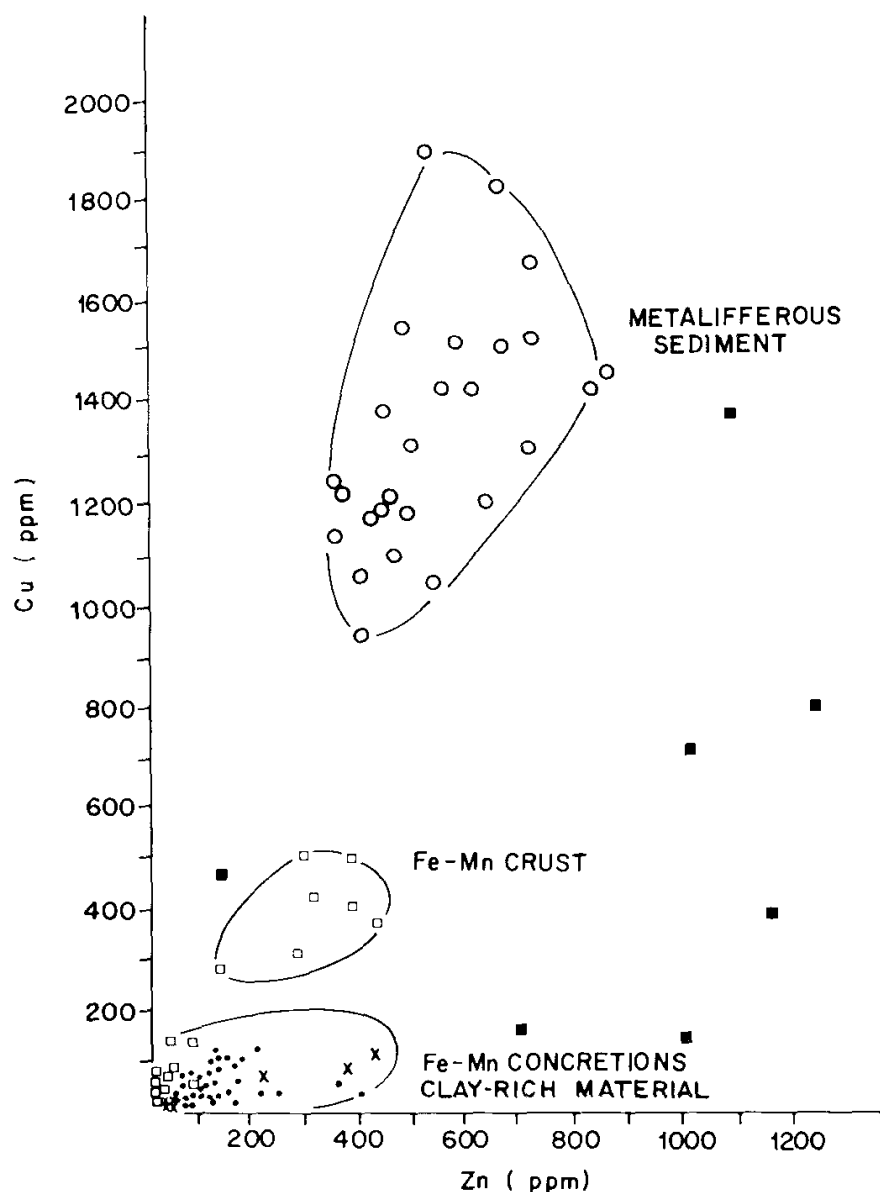 2000
1800
1600
1400
1200
1000
800
600
400
200
Cu ( ppm)
METALIFFEROUS
SEDIMENT
Fe-Mn CRUST
Fe-Mn CONCRETIONS
CLAY-RICH MATERIAL
200
400
600
800
1000
1200
Zn ( ppm)